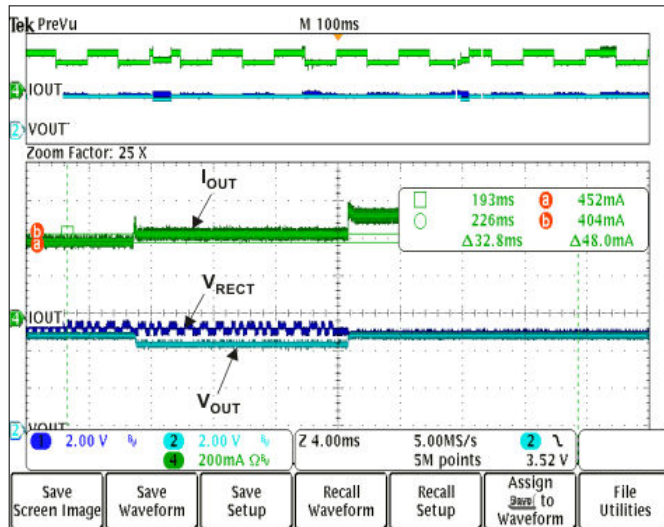 Tek PreVu M 100ms
4 IOUT
2 VOUT
Zoom Factor: 25 X
IOUT
193ms a 452mA
226ms b 404mA
Δ32.8ms Δ48.0mA
b
a
VRECT
4 IOUT
VOUT
2 VOUT
1 2.00 V BW 2 2.00 V BW Z 4.00ms 5.00MS/s 2
4 200mA ΩBW 5M points 3.52 V
Save Screen Image
Save Waveform
Save Setup
Recall Waveform
Recall Setup
Assign Save to Waveform
File Utilities